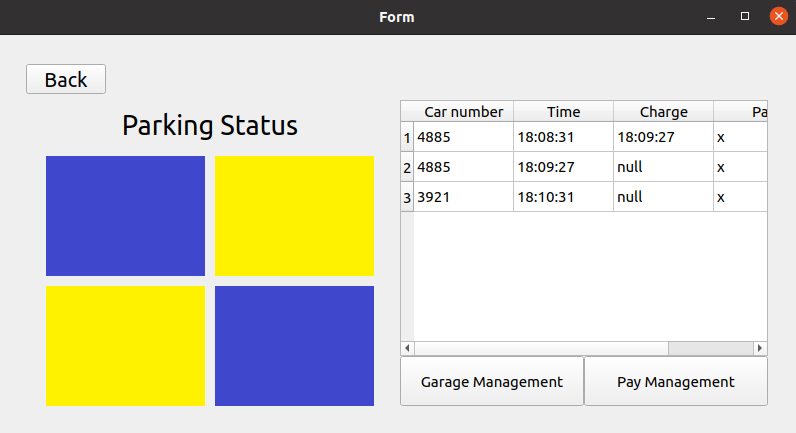 Form
Back
Parking Status
Car number Time Charge Pa
1 4885 18:08:31 18:09:27 x
2 4885 18:09:27 null x
3 3921 18:10:31 null x
Garage Management Pay Management